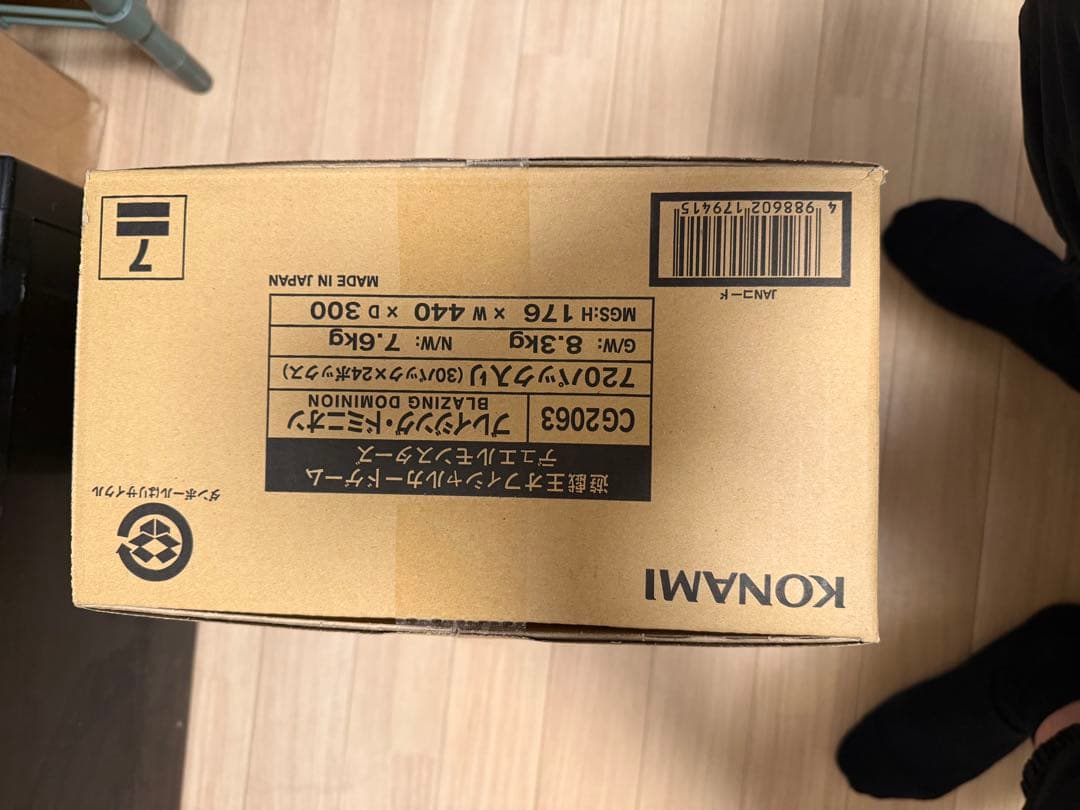 KONAMI
ダンボールはリサイクル
遊戯王オフィシャルカードゲーム
デュエルモンスターズ
CG2063 ブレイジング・ドミニオン
BLAZING DOMINION
720パック入り (30パック×24ボックス)
G/W: 8.3kg N/W: 7.6kg
MGS:H 176 × W 440 × D 300
MADE IN JAPAN
JANコード
4 988602 179415
7